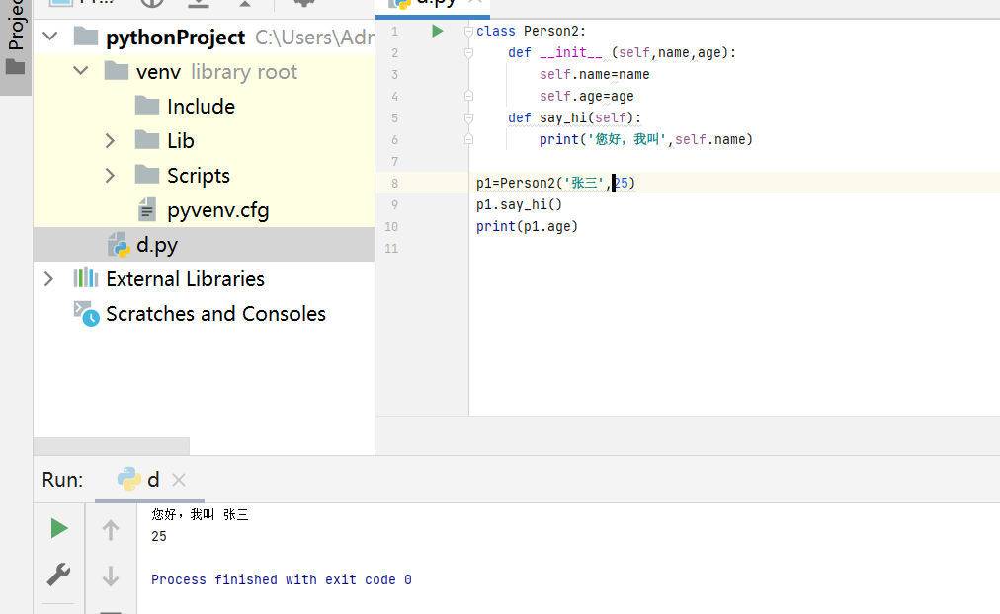 Project
pythonProject C:\Users\Adr
venv library root
Include
Lib
Scripts
pyvenv.cfg
d.py
External Libraries
Scratches and Consoles
d.py
1 class Person2:
2 def __init__ (self,name,age):
3 self.name=name
4 self.age=age
5 def say_hi(self):
6 print('您好，我叫',self.name)
7
8 p1=Person2('张三',25)
9 p1.say_hi()
10 print(p1.age)
11
Run: d
您好，我叫 张三
25
Process finished with exit code 0